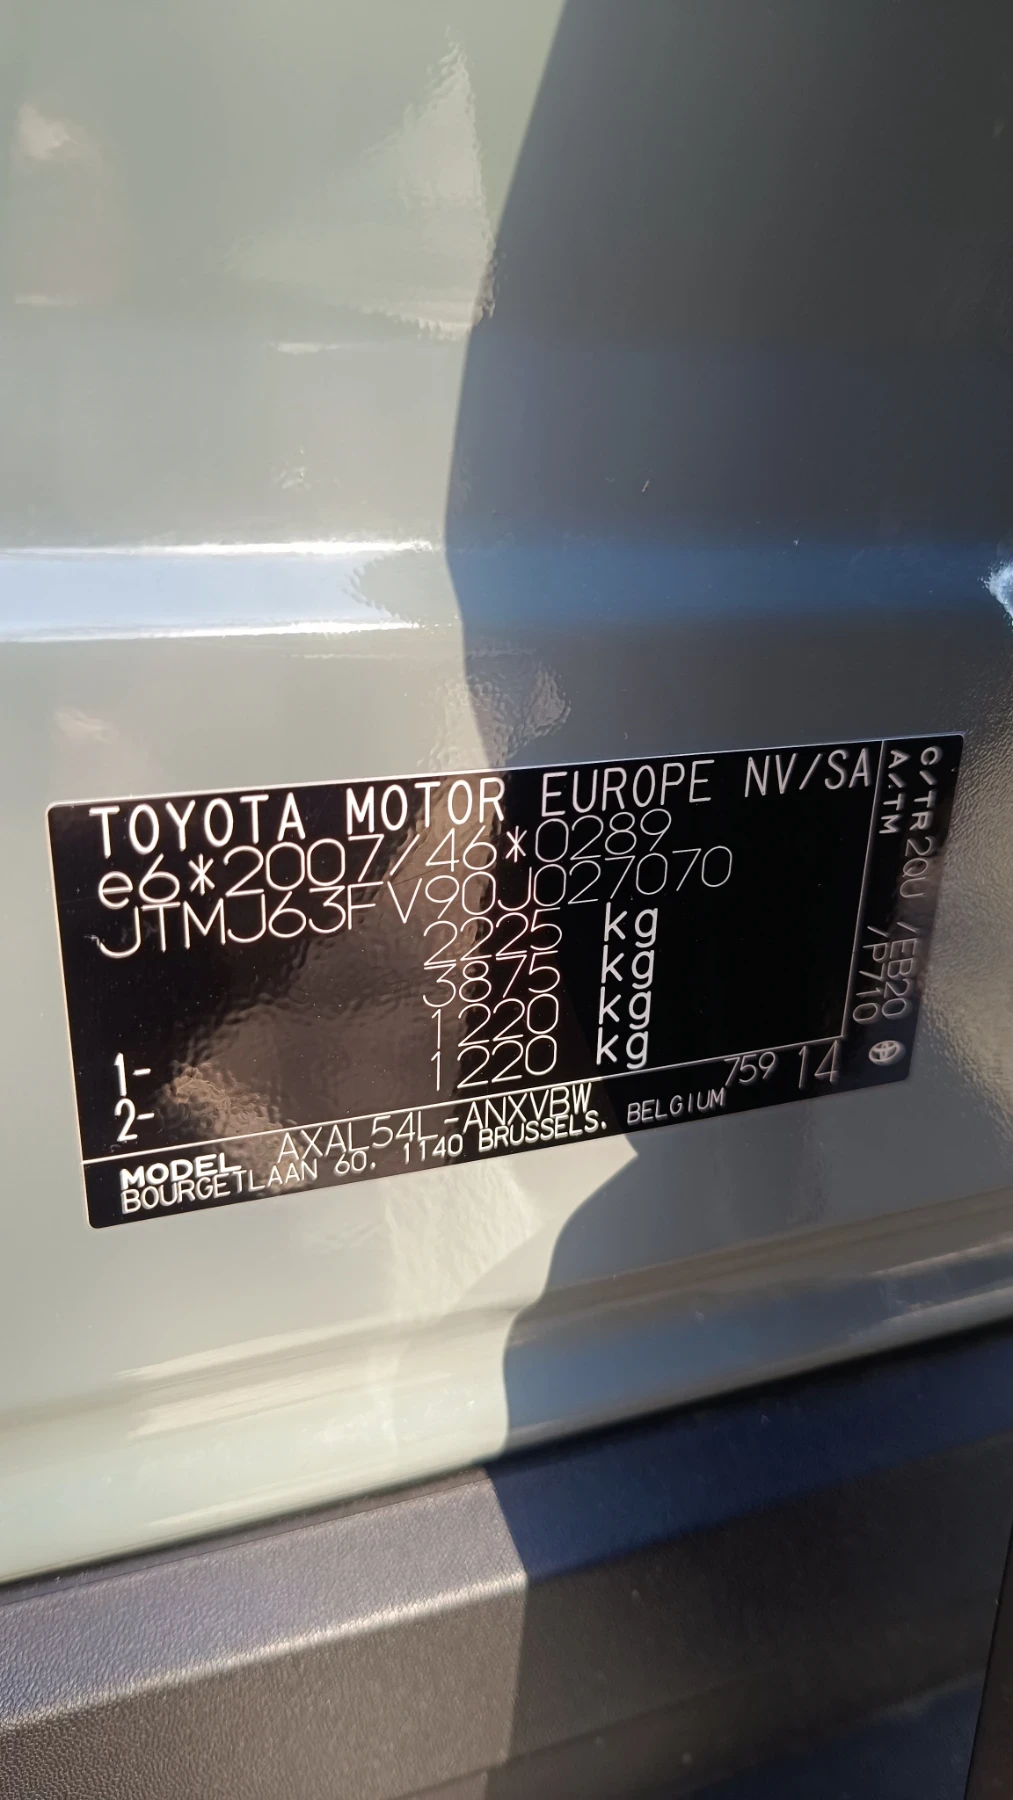 TOYOTA MOTOR EUROPE NV/SA
e6*2007/46*0289
JTMJ63FV90J027070
2225 kg
3875 kg
1- 1220 kg
2- 1220 kg
759 14
MODEL AXAL54L-ANXVBW
BOURGETLAAN 60. 1140 BRUSSELS. BELGIUM
C/TR 2QU /EB20
A/TM /P710